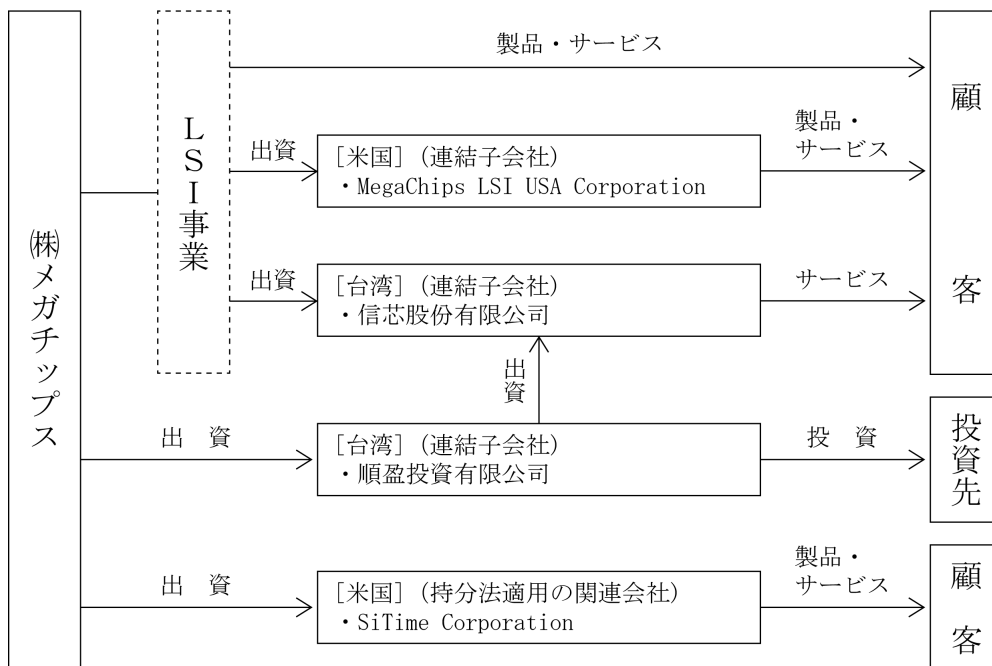 ㈱メガチップス
LSI事業
製品・サービス
顧客
出資
[米国] (連結子会社)
・MegaChips LSI USA Corporation
製品・
サービス
出資
[台湾] (連結子会社)
・信芯股份有限公司
サービス
出資
出 資
[台湾] (連結子会社)
・順盈投資有限公司
投 資
投資先
出 資
[米国] (持分法適用の関連会社)
・SiTime Corporation
製品・
サービス
顧客